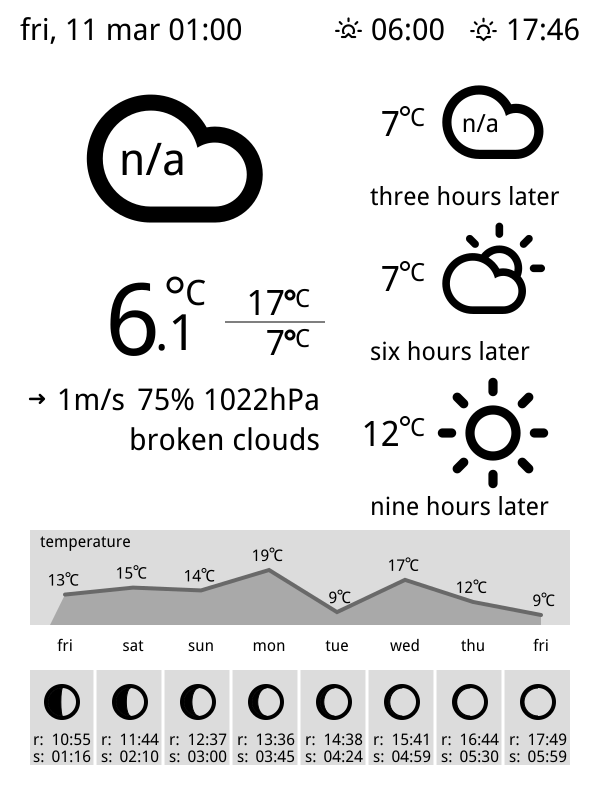 fri, 11 mar 01:00 06:00 17:46
n/a
6.1 °C 17°C
7°C
→ 1m/s 75% 1022hPa
broken clouds
7°C n/a
three hours later
7°C
six hours later
12°C
nine hours later
temperature
13℃ 15℃ 14℃ 19℃ 9℃ 17℃ 12℃ 9℃
fri sat sun mon tue wed thu fri
r: 10:55 r: 11:44 r: 12:37 r: 13:36 r: 14:38 r: 15:41 r: 16:44 r: 17:49
s: 01:16 s: 02:10 s: 03:00 s: 03:45 s: 04:24 s: 04:59 s: 05:30 s: 05:59